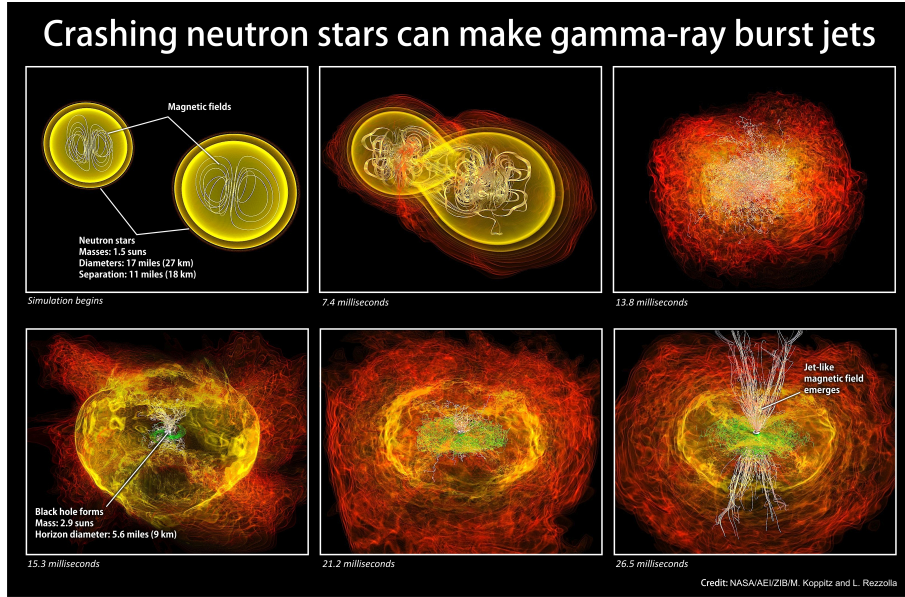 Crashing neutron stars can make gamma-ray burst jets
Magnetic fields
Neutron stars
Masses: 1.5 suns
Diameters: 17 miles (27 km)
Separation: 11 miles (18 km)
Simulation begins
7.4 milliseconds
13.8 milliseconds
Black hole forms
Mass: 2.9 suns
Horizon diameter: 5.6 miles (9 km)
15.3 milliseconds
21.2 milliseconds
Jet-like
magnetic field
emerges
26.5 milliseconds
Credit: NASA/AEI/ZIB/M. Koppitz and L. Rezzolla